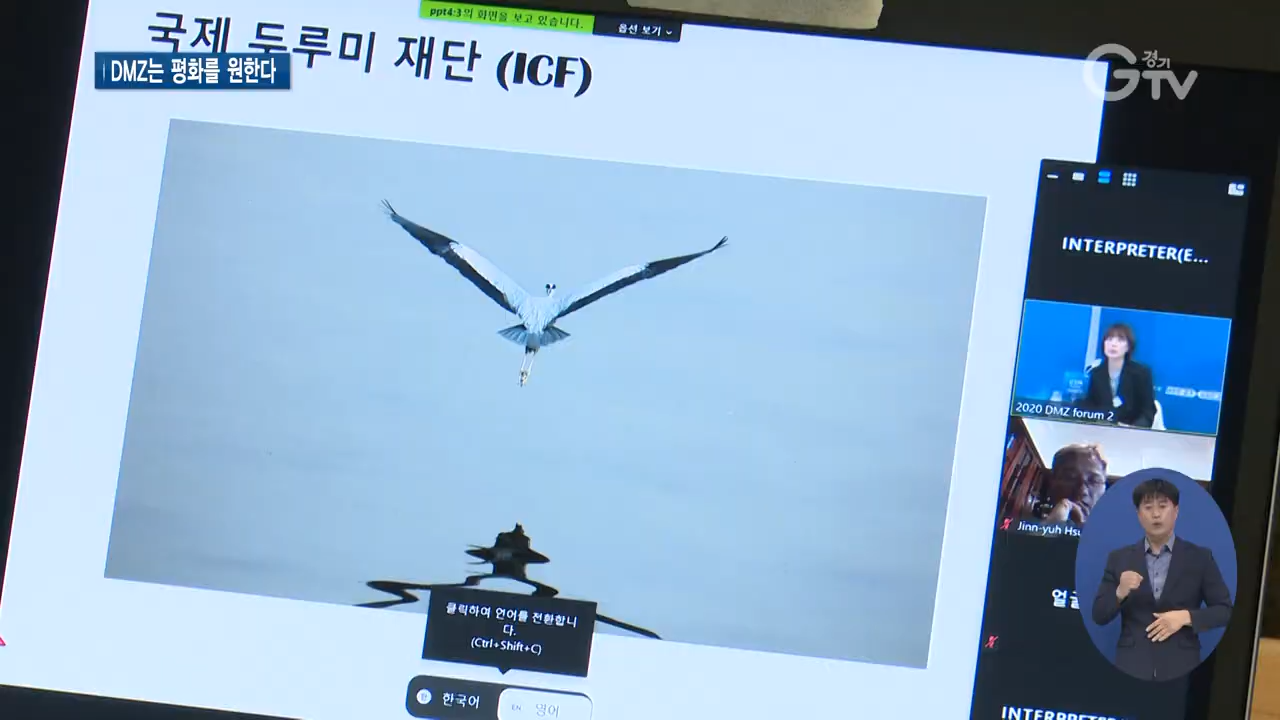 ppt4:3의 화면을 보고 있습니다.
옵션 보기
국제 두루미 재단 (ICF)
DMZ는 평화를 원한다
경기
GTV
INTERPRETER(E...
2020 DMZ forum 2
Jinn-yuh Hsu
얼굴
클릭하여 언어를 전환합니
다.
(Ctrl+Shift+C)
한 한국어
EN 영어